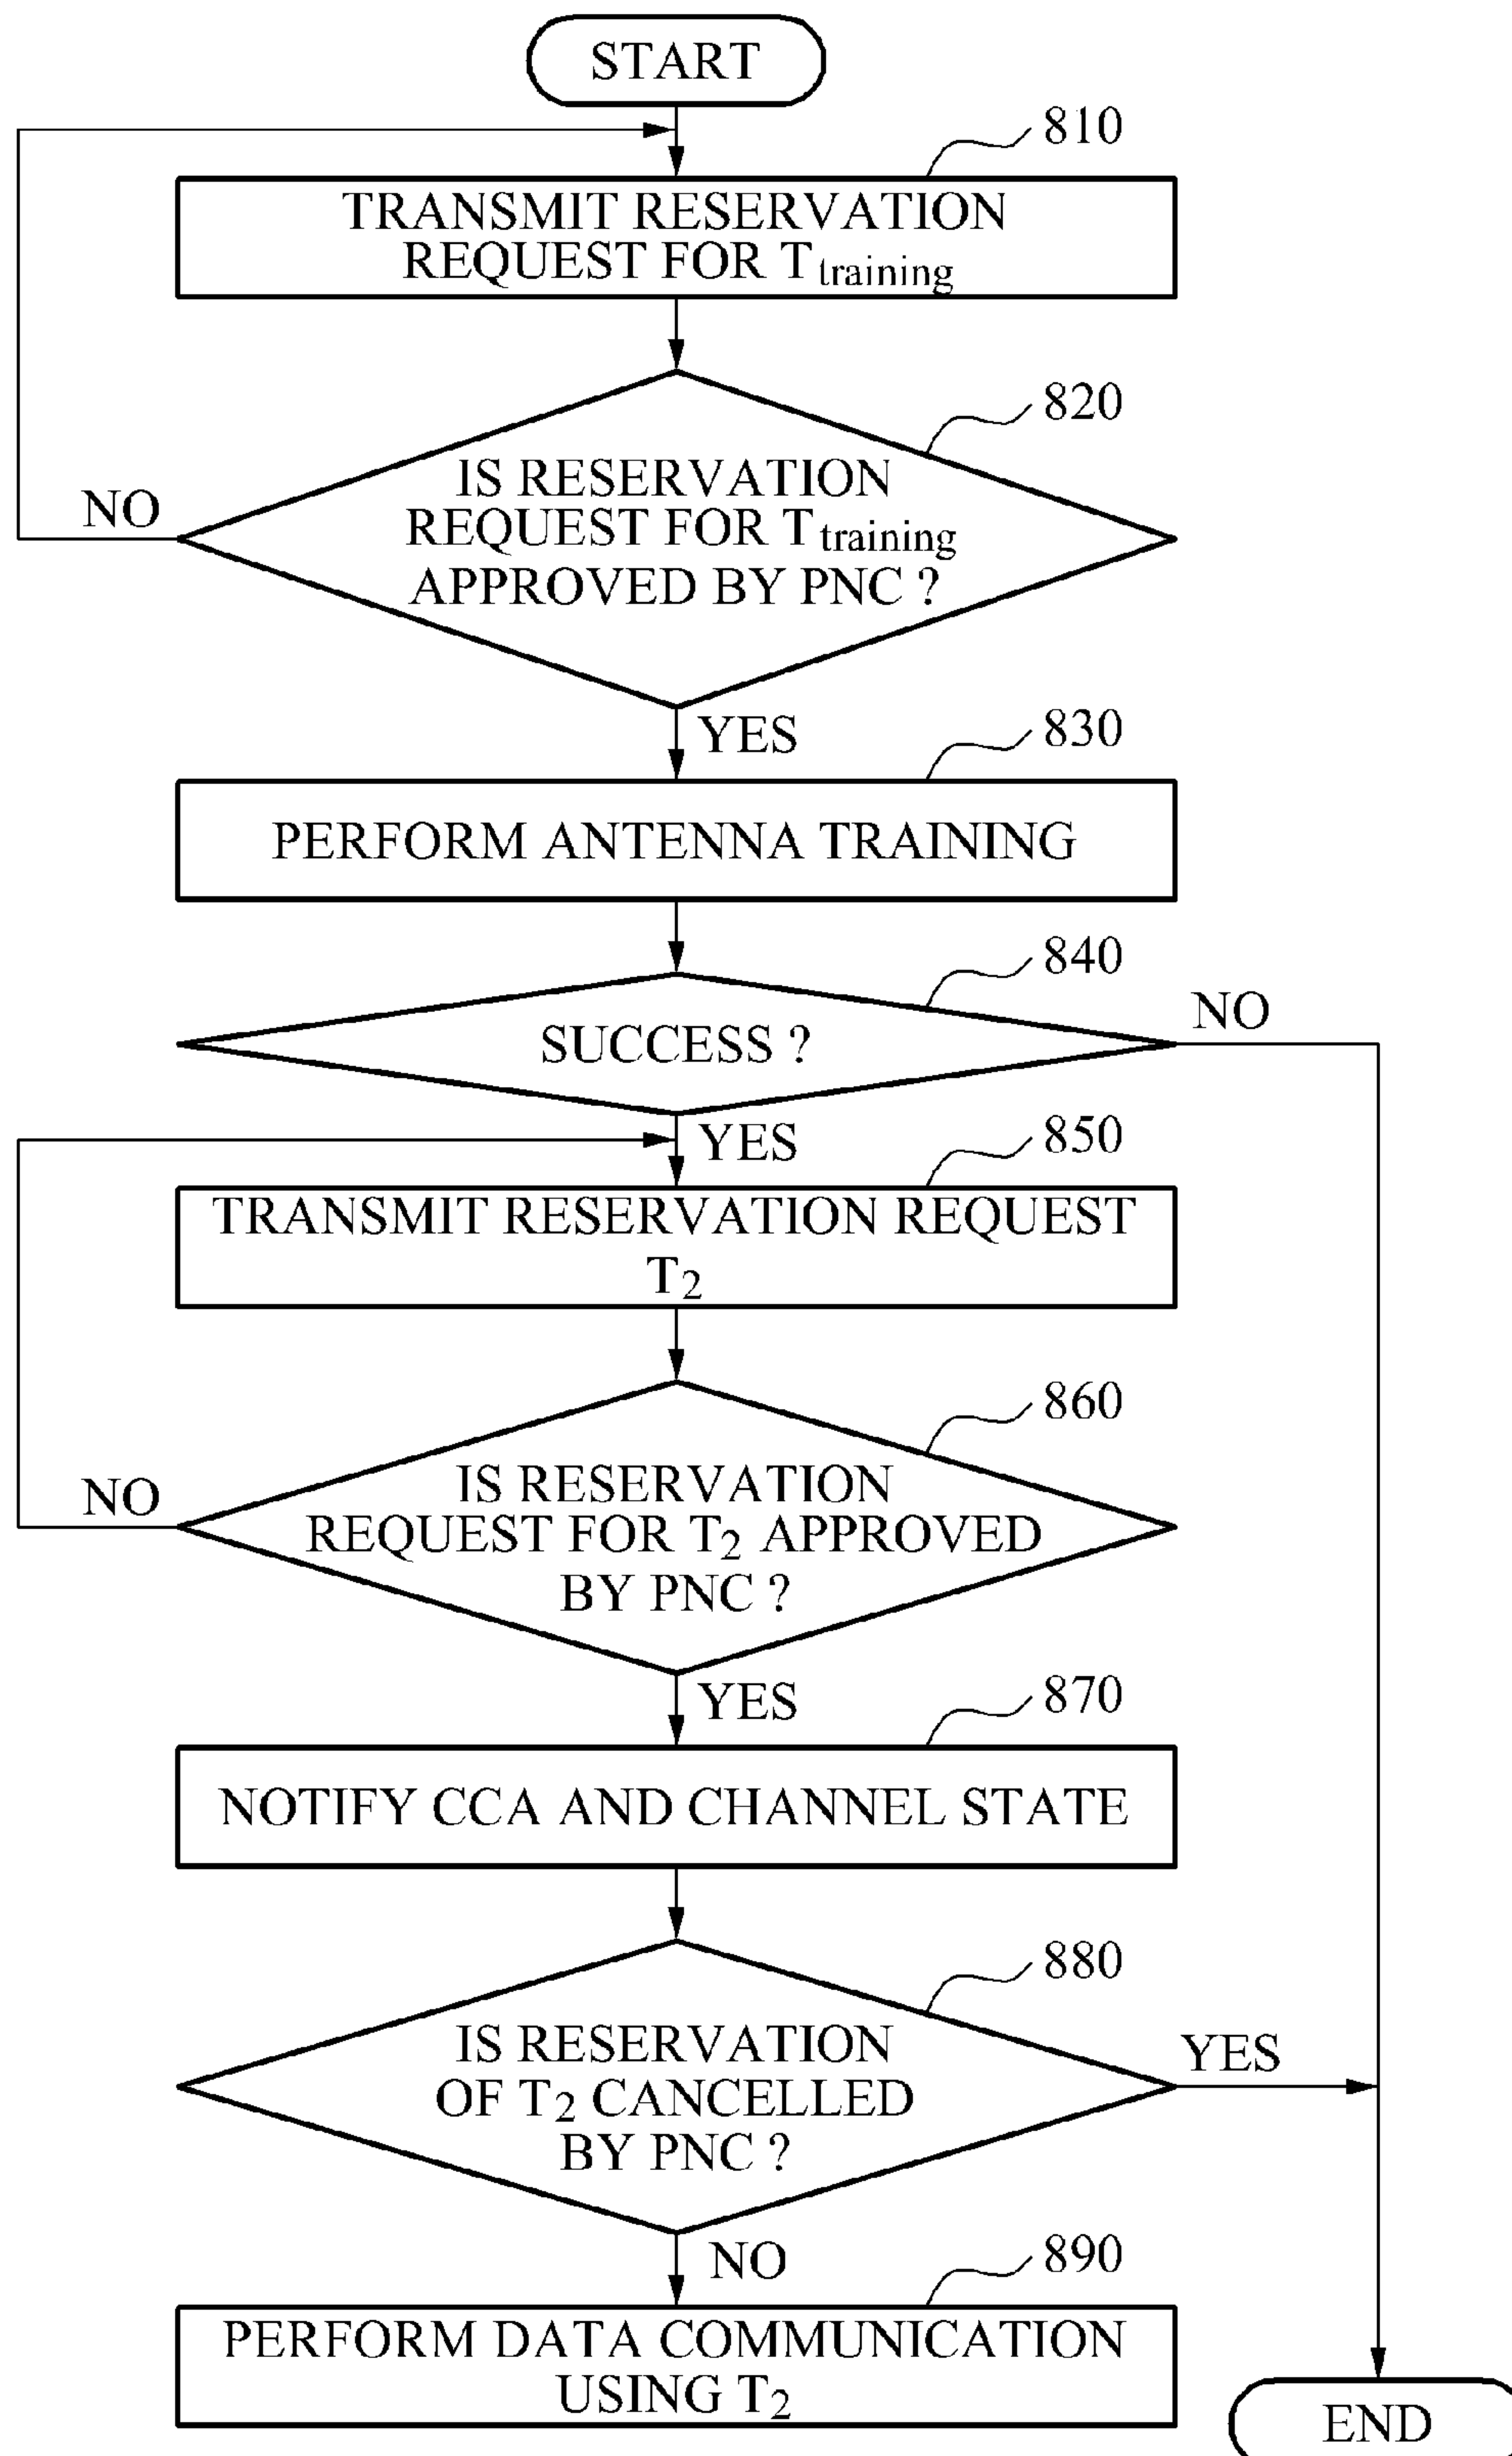 START
810
TRANSMIT RESERVATION
REQUEST FOR Ttraining
820
IS RESERVATION
REQUEST FOR Ttraining
APPROVED BY PNC ?
NO
YES
830
PERFORM ANTENNA TRAINING
840
SUCCESS ?
NO
YES
850
TRANSMIT RESERVATION REQUEST
T2
860
IS RESERVATION
REQUEST FOR T2 APPROVED
BY PNC ?
NO
YES
870
NOTIFY CCA AND CHANNEL STATE
880
IS RESERVATION
OF T2 CANCELLED
BY PNC ?
YES
NO
890
PERFORM DATA COMMUNICATION
USING T2
END